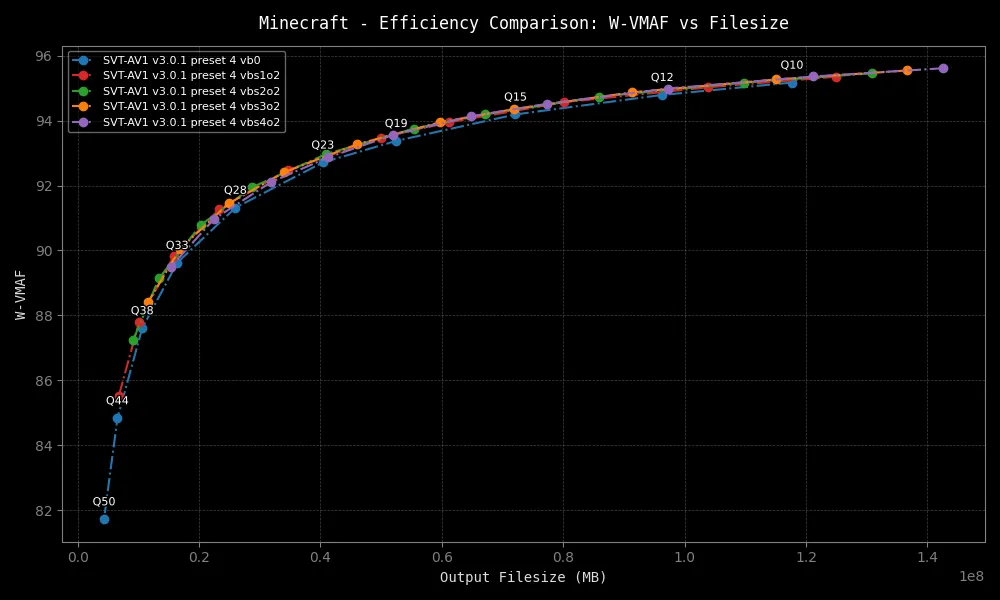 Minecraft - Efficiency Comparison: W-VMAF vs Filesize
SVT-AV1 v3.0.1 preset 4 vb0
SVT-AV1 v3.0.1 preset 4 vbs1o2
SVT-AV1 v3.0.1 preset 4 vbs2o2
SVT-AV1 v3.0.1 preset 4 vbs3o2
SVT-AV1 v3.0.1 preset 4 vbs4o2
96
94
92
90
88
86
84
82
W-VMAF
Q10
Q12
Q15
Q19
Q23
Q28
Q33
Q38
Q44
Q50
0.0 0.2 0.4 0.6 0.8 1.0 1.2 1.4
1e8
Output Filesize (MB)